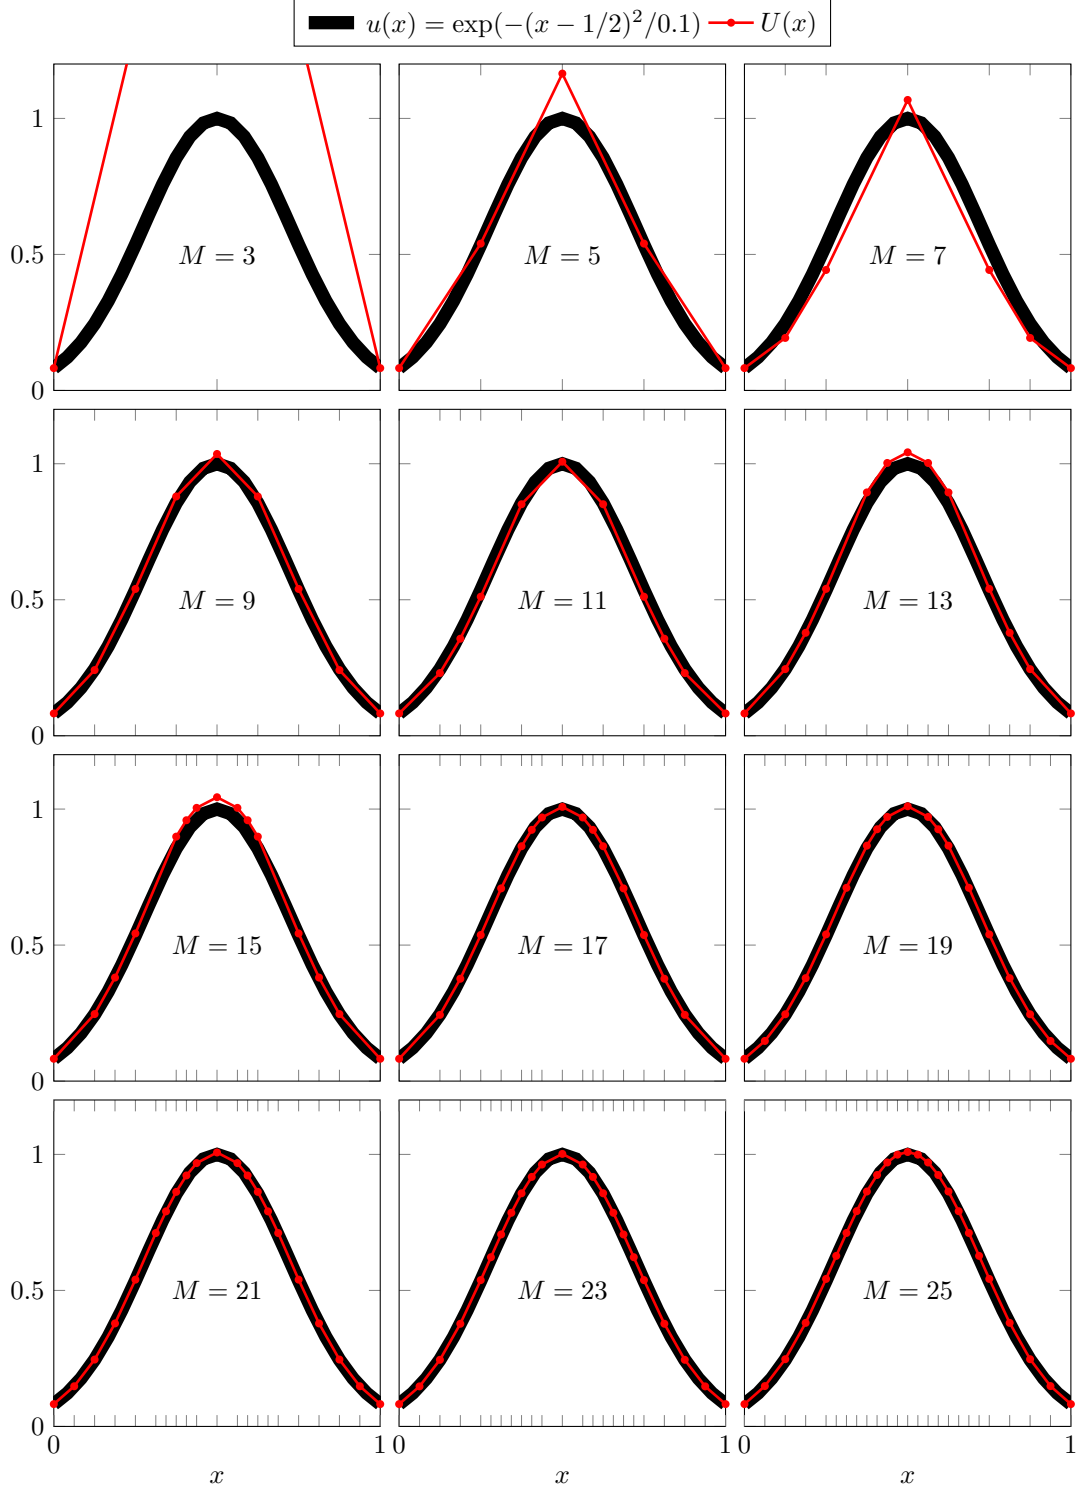 u(x) = exp(−(x − 1/2)²/0.1) U(x)
1
0.5
0
M = 3
M = 5
M = 7
1
0.5
0
M = 9
M = 11
M = 13
1
0.5
0
M = 15
M = 17
M = 19
1
0.5
0
M = 21
M = 23
M = 25
0 1 0 1 0 1
x x x